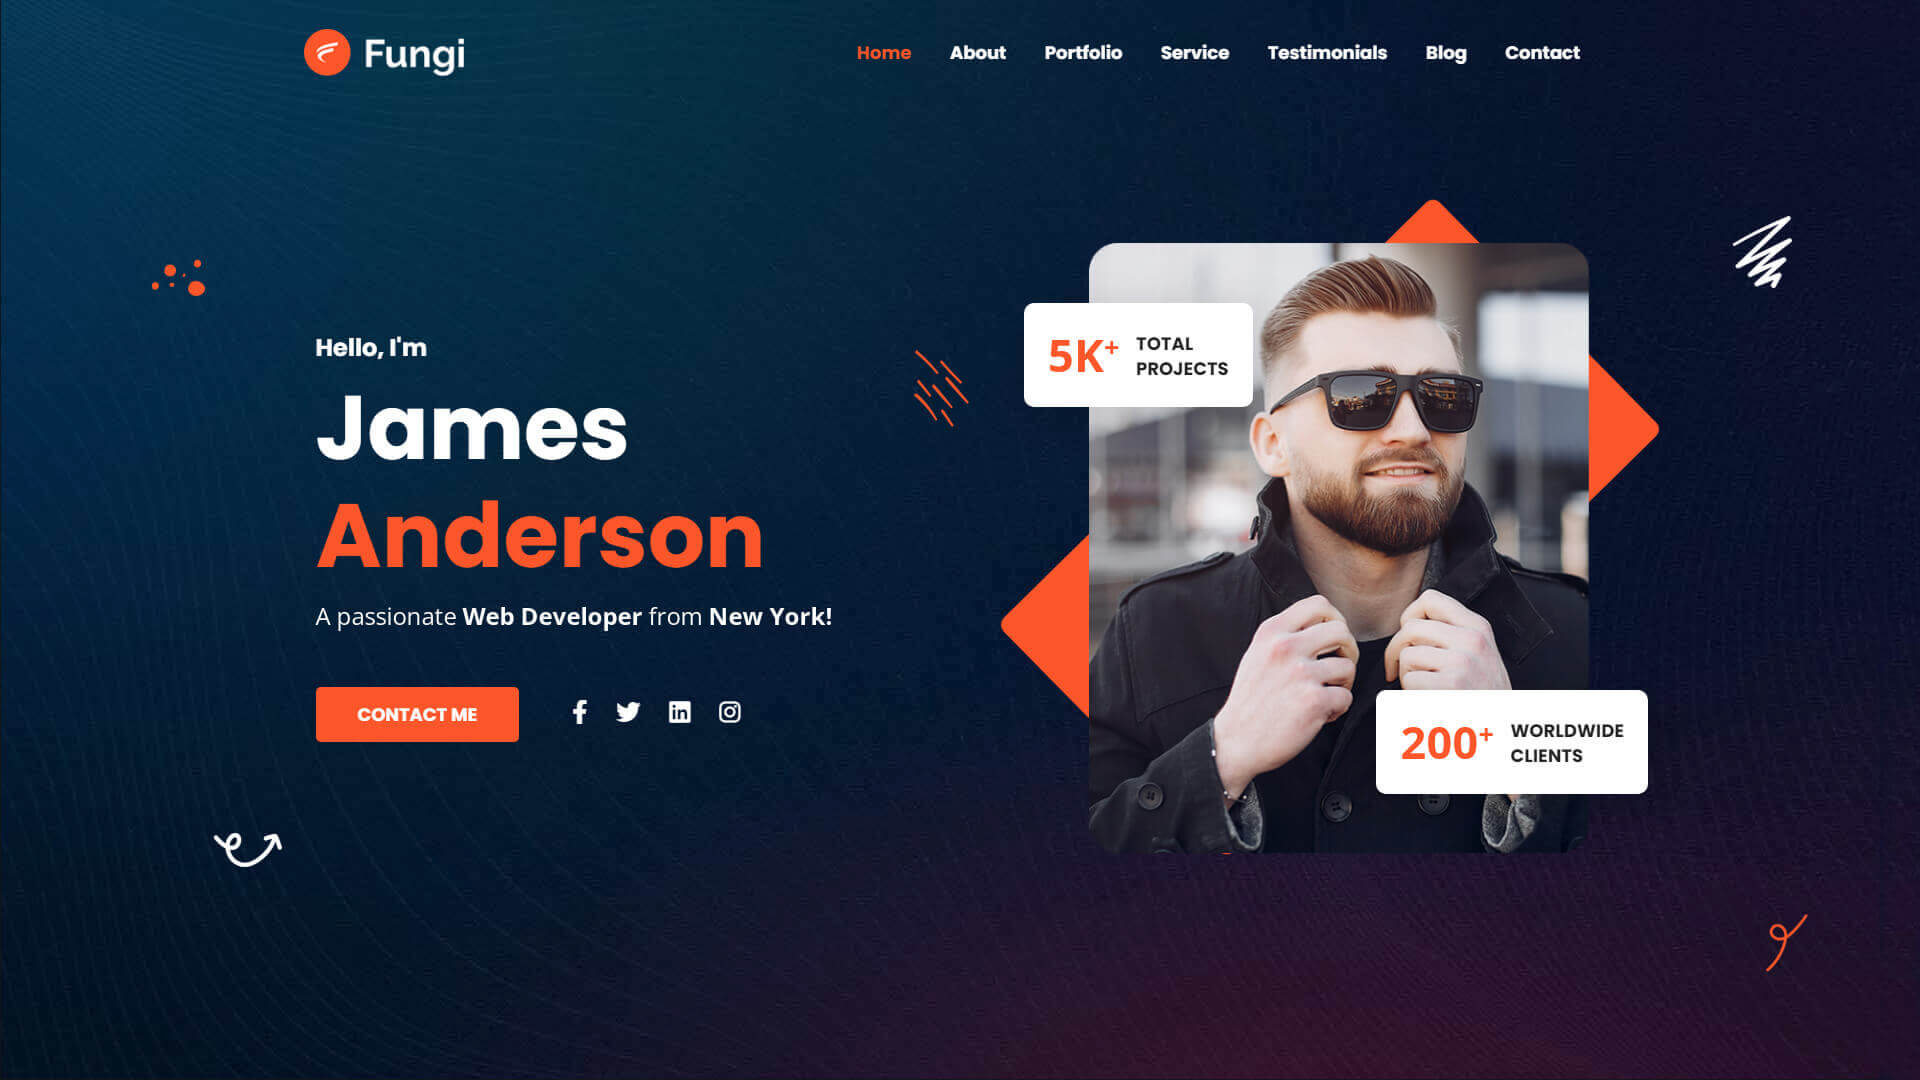 Fungi
Home About Portfolio Service Testimonials Blog Contact
Hello, I'm
James
Anderson
A passionate Web Developer from New York!
CONTACT ME
5K+ TOTAL
PROJECTS
200+ WORLDWIDE
CLIENTS